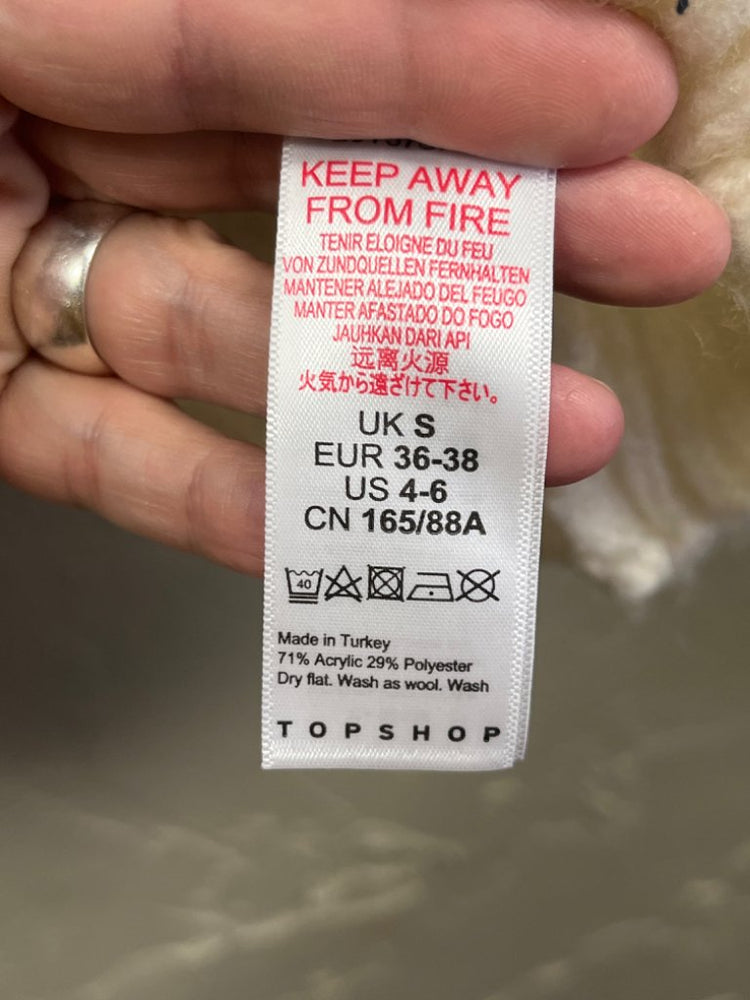 KEEP AWAY
FROM FIRE
TENIR ELOIGNE DU FEU
VON ZUNDQUELLEN FERNHALTEN
MANTENER ALEJADO DEL FEUGO
MANTER AFASTADO DO FOGO
JAUHKAN DARI API
远离火源
火気から遠ざけて下さい。
UK S
EUR 36-38
US 4-6
CN 165/88A
40
Made in Turkey
71% Acrylic 29% Polyester
Dry flat. Wash as wool. Wash
TOPSHOP